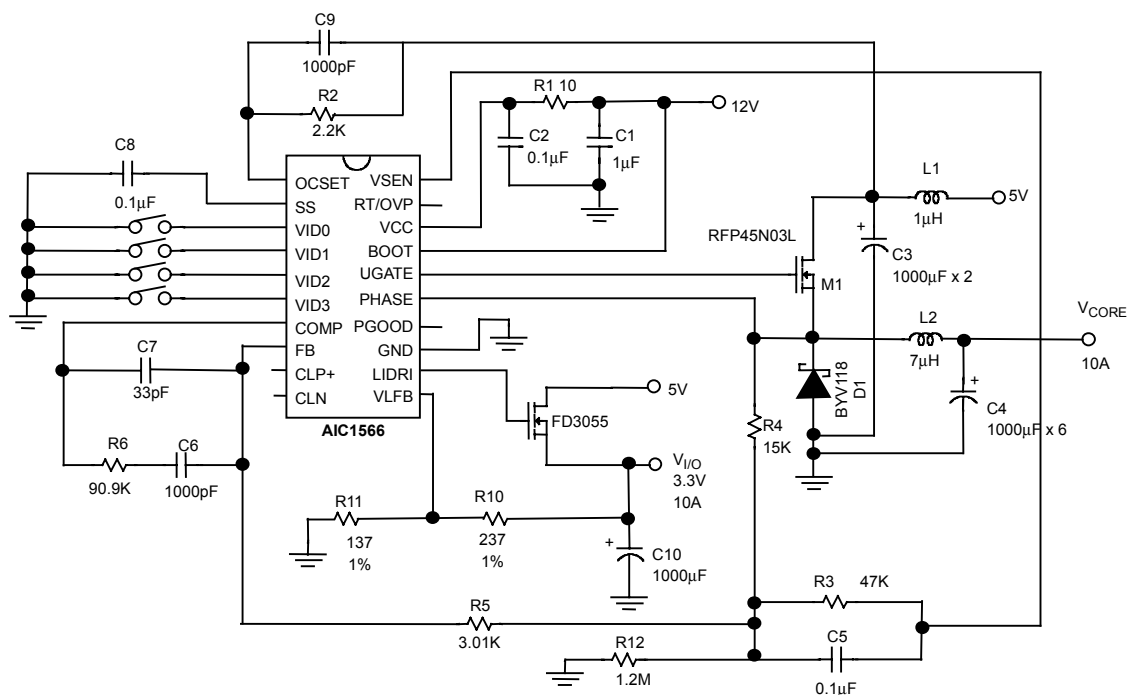 C9
1000pF
R2
2.2K
R1 10
12V
C2
0.1µF
C1
1µF
C8
0.1µF
L1
1µH
5V
OCSET
SS
VID0
VID1
VID2
VID3
COMP
FB
CLP+
CLN
VSEN
RT/OVP
VCC
BOOT
UGATE
PHASE
PGOOD
GND
LIDRI
VLFB
AIC1566
RFP45N03L
M1
+
C3
1000µF x 2
L2
7µH
VCORE
10A
C7
33pF
R6
90.9K
C6
1000pF
5V
FD3055
BYV118
D1
+
C4
1000µF x 6
R4
15K
VI/O
3.3V
10A
R11
137
1%
R10
237
1%
+
C10
1000µF
R5
3.01K
R3 47K
R12
1.2M
C5
0.1µF